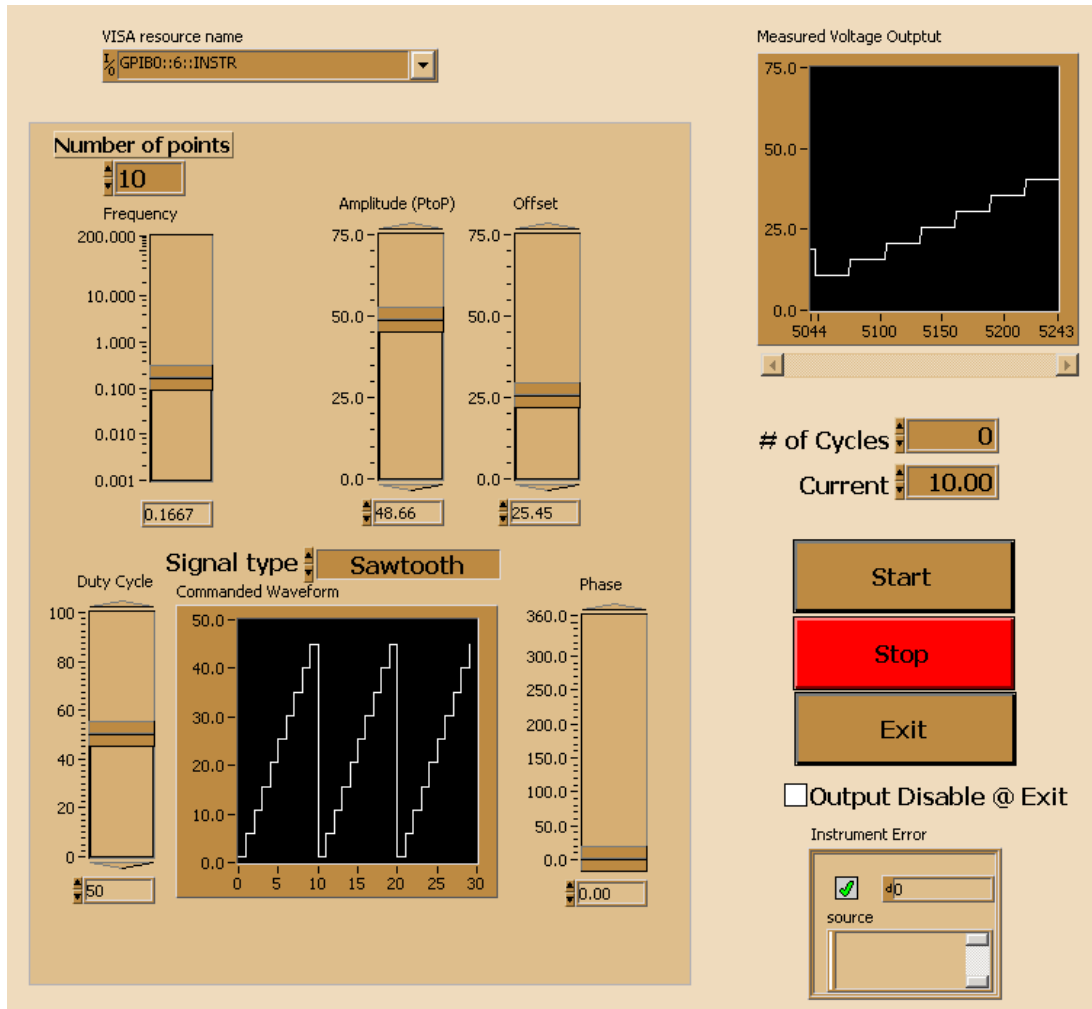 VISA resource name
I/O GPIB0::6::INSTR
Number of points
10
Frequency
200.000
10.000
1.000
0.100
0.010
0.001
0.1667
Amplitude (PtoP)
75.0
50.0
25.0
0.0
48.66
Offset
75.0
50.0
25.0
0.0
25.45
Signal type Sawtooth
Duty Cycle
100
80
60
40
20
0
50
Commanded Waveform
50.0
40.0
30.0
20.0
10.0
0.0
0 5 10 15 20 25 30
Phase
360.0
300.0
250.0
200.0
150.0
100.0
50.0
0.0
0.00
Measured Voltage Outptut
75.0
50.0
25.0
0.0
5044 5100 5150 5200 5243
# of Cycles 0
Current 10.00
Start
Stop
Exit
Output Disable @ Exit
Instrument Error
d0
source